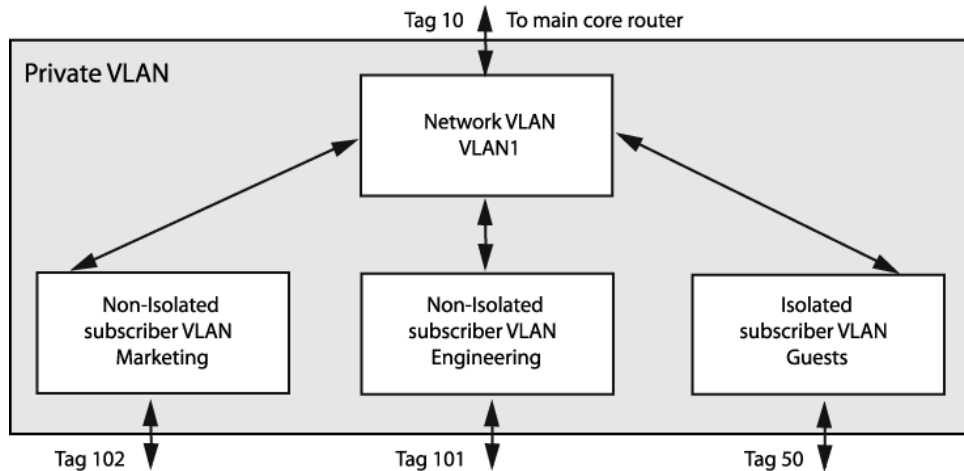 Tag 10 To main core router
Private VLAN
Network VLAN
VLAN1
Non-Isolated
subscriber VLAN
Marketing
Non-Isolated
subscriber VLAN
Engineering
Isolated
subscriber VLAN
Guests
Tag 102
Tag 101
Tag 50